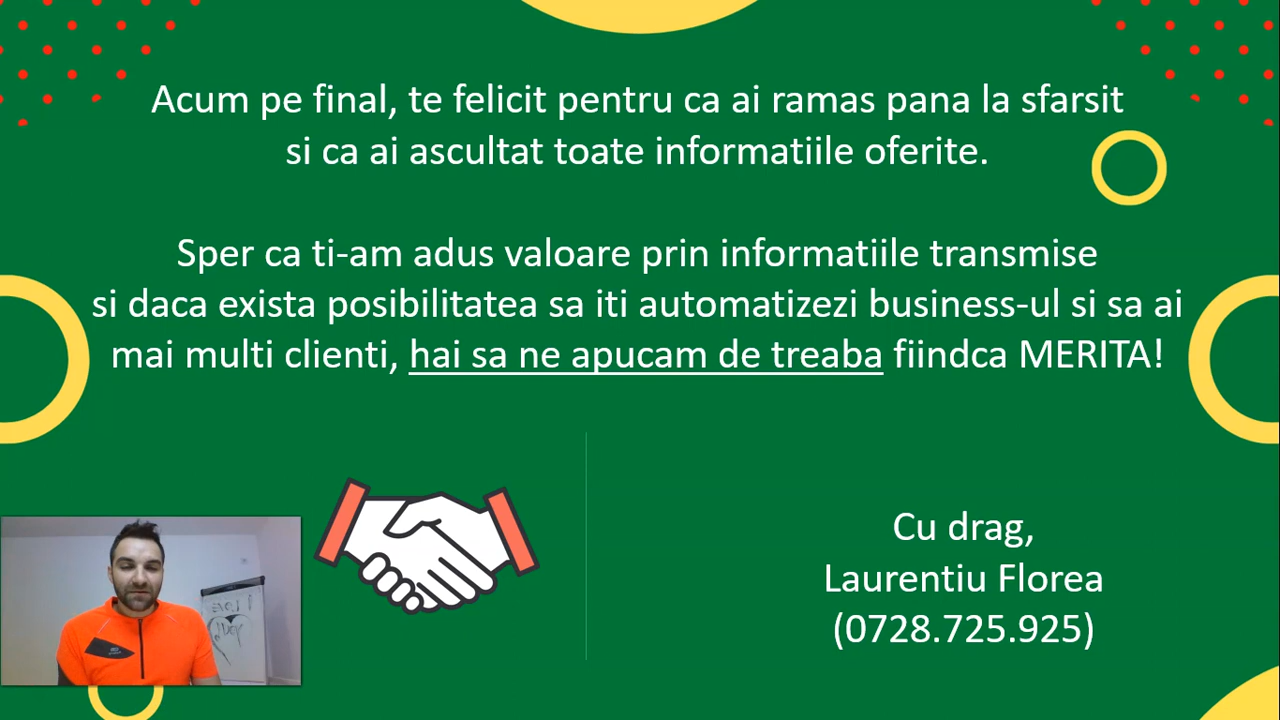 Acum pe final, te felicit pentru ca ai ramas pana la sfarsit
si ca ai ascultat toate informatiile oferite.
Sper ca ti-am adus valoare prin informatiile transmise
si daca exista posibilitatea sa iti automatizezi business-ul si sa ai
mai multi clienti, hai sa ne apucam de treaba fiindca MERITA!
Cu drag,
Laurentiu Florea
(0728.725.925)